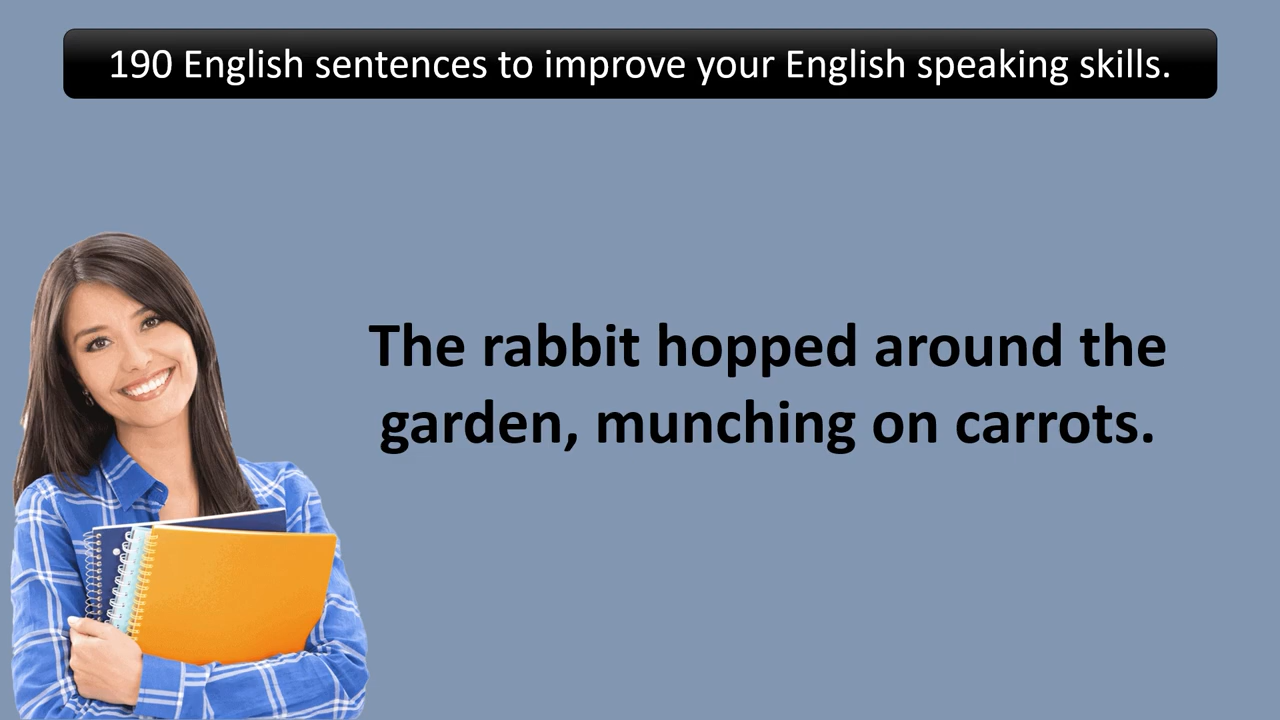 190 English sentences to improve your English speaking skills.
The rabbit hopped around the
garden, munching on carrots.